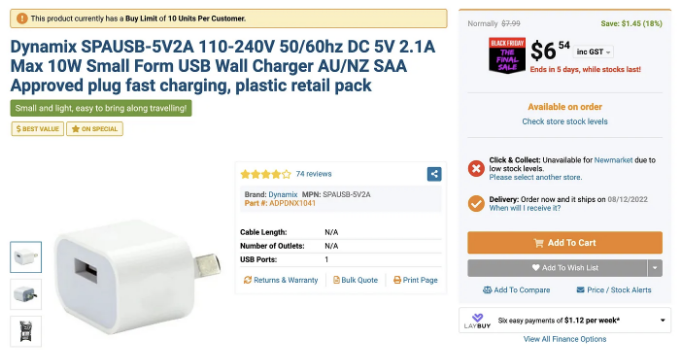 This product currently has a Buy Limit of 10 Units Per Customer.
Dynamix SPAUSB-5V2A 110-240V 50/60hz DC 5V 2.1A
Max 10W Small Form USB Wall Charger AU/NZ SAA
Approved plug fast charging, plastic retail pack
Small and light, easy to bring along travelling!
$ BEST VALUE
ON SPECIAL
74 reviews
Brand: Dynamix MPN: SPAUSB-5V2A
Part #: ADPDNX1041
Cable Length: N/A
Number of Outlets: N/A
USB Ports: 1
Returns & Warranty
Bulk Quote
Print Page
Normally $7.99
Save: $1.45 (18%)
BLACK FRIDAY
THE
FINAL
SALE
$6 54
inc GST
Ends in 5 days, while stocks last!
Available on order
Check store stock levels
Click & Collect: Unavailable for Newmarket due to
low stock levels.
Please select another store.
Delivery: Order now and it ships on 08/12/2022
When will I receive it?
Add To Cart
Add To Wish List
Add To Compare
Price / Stock Alerts
LAYBUY
Six easy payments of $1.12 per week*
View All Finance Options